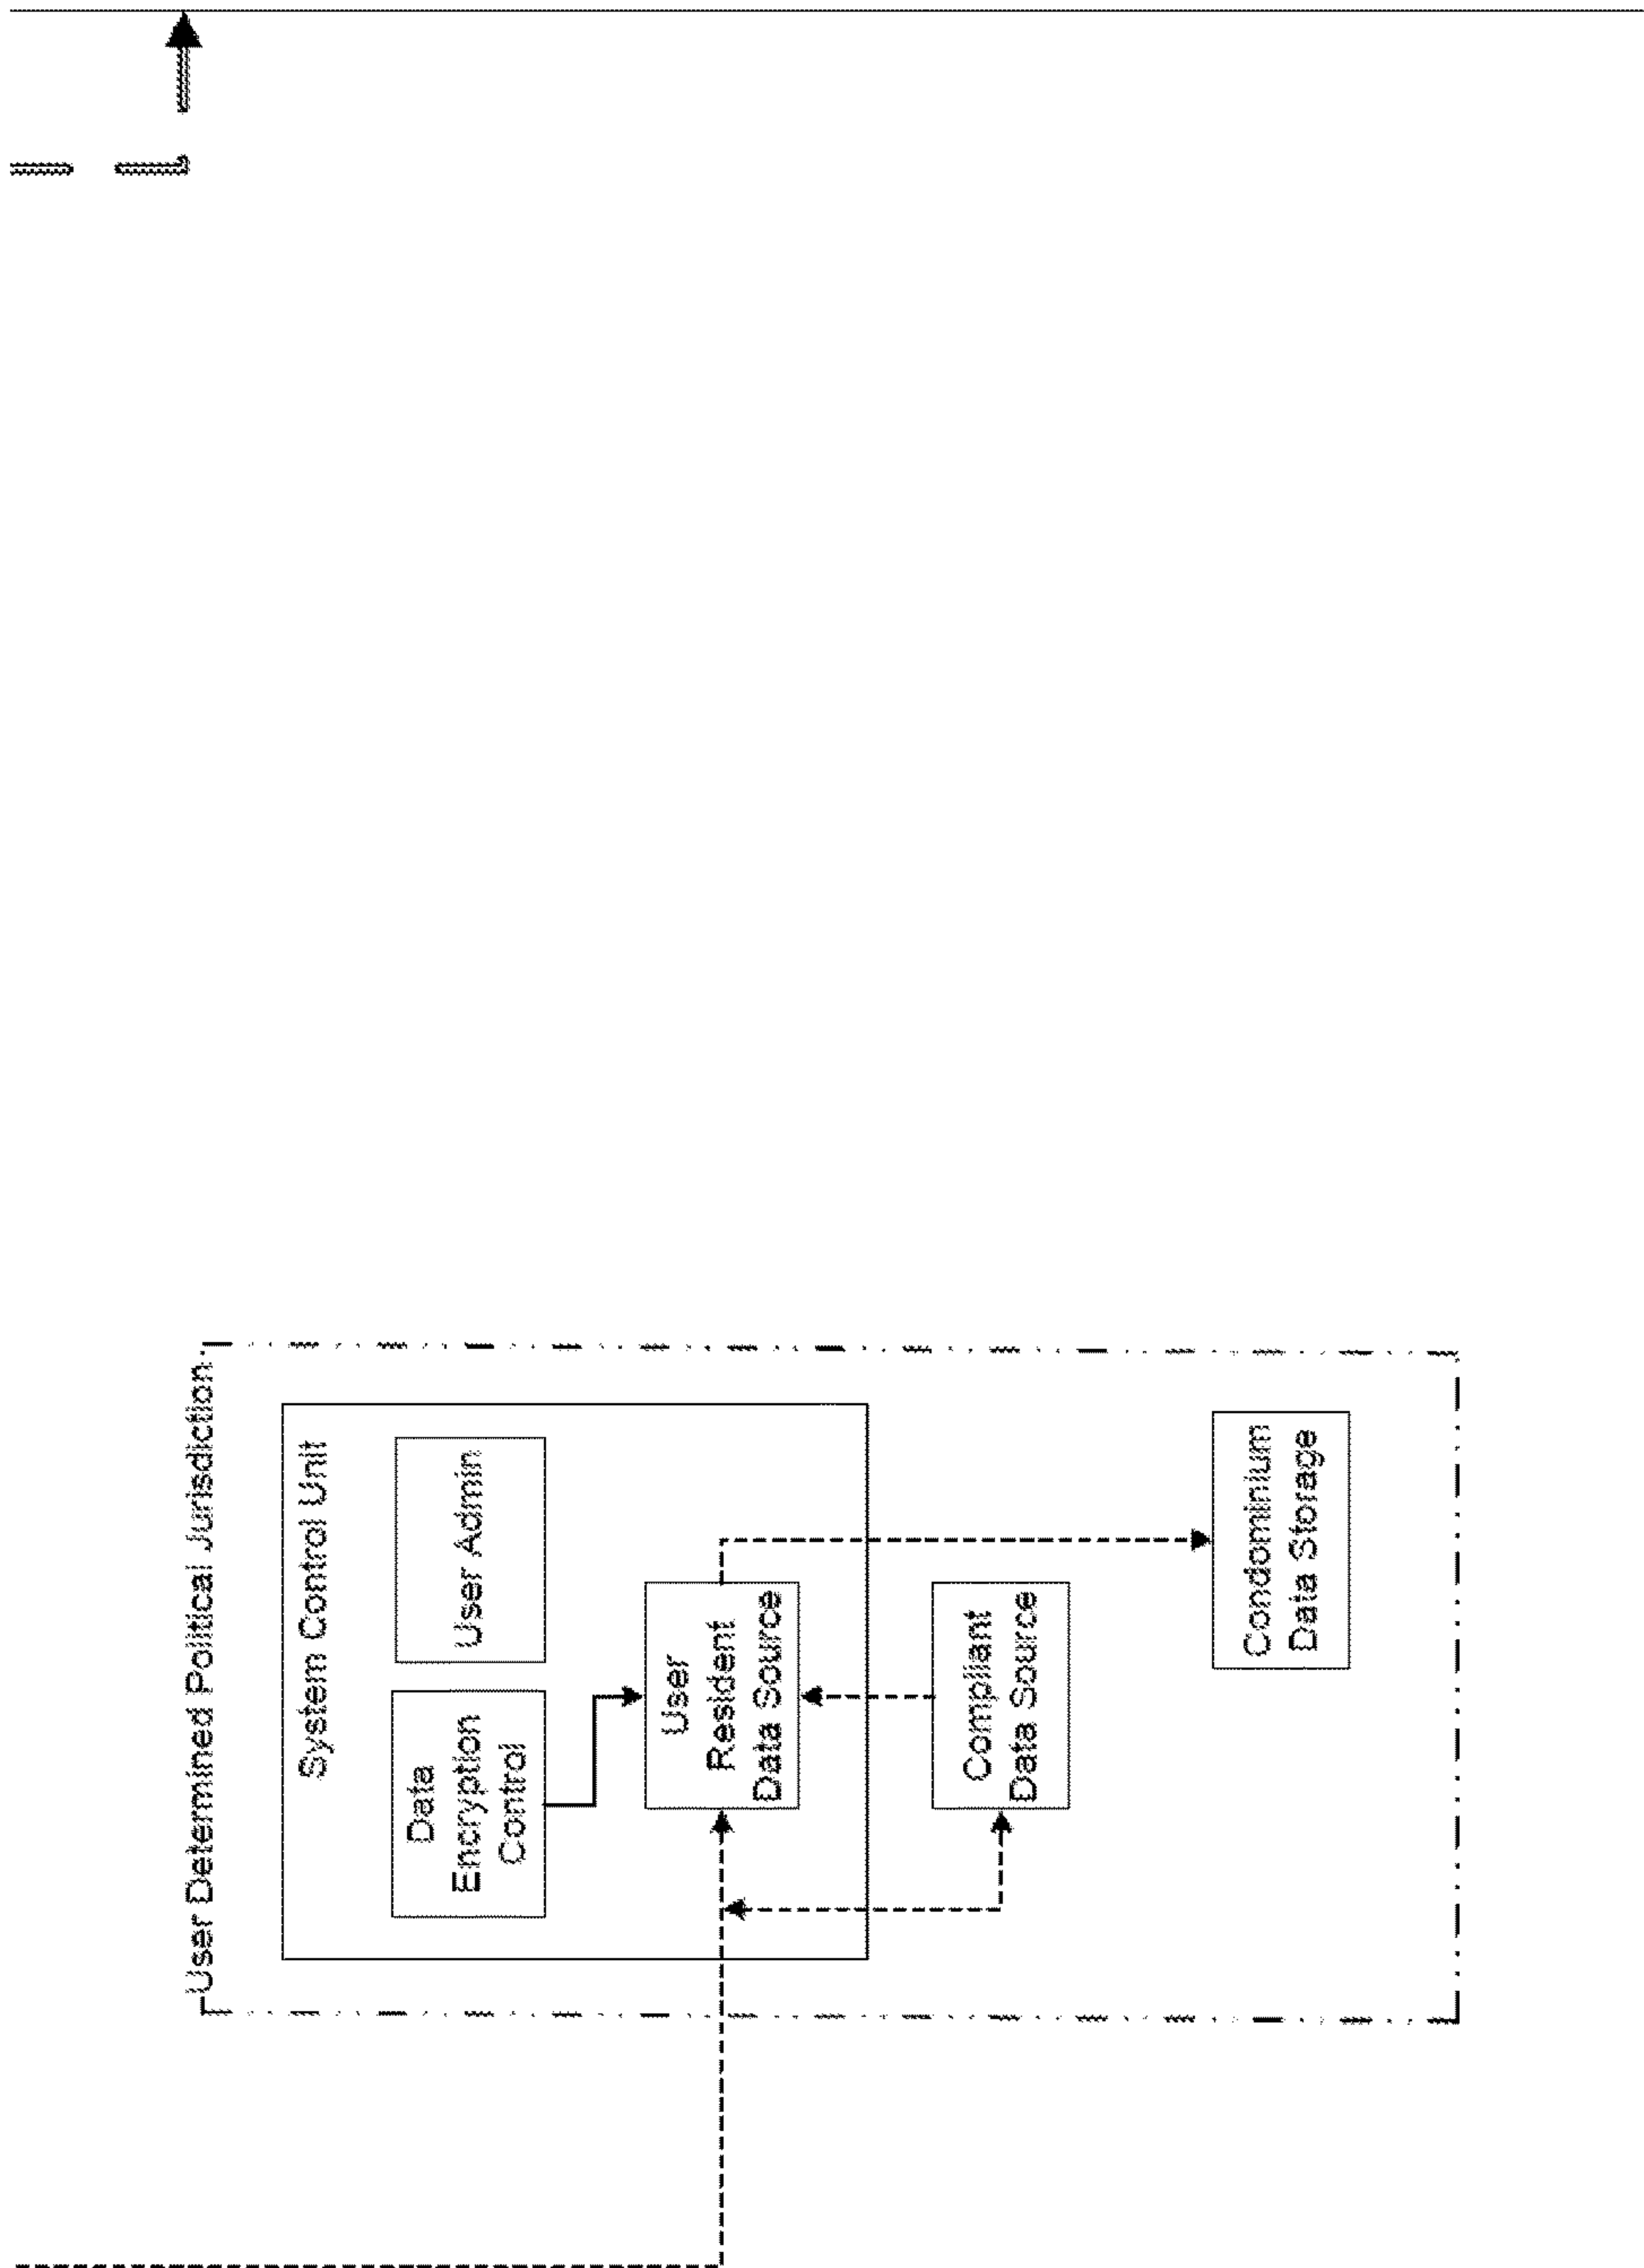 User Determined Political Jurisdiction
System Control Unit
Data
Encryption
Control
User Admin
User
Resident
Data Source
Compliant
Data Source
Condominium
Data Storage